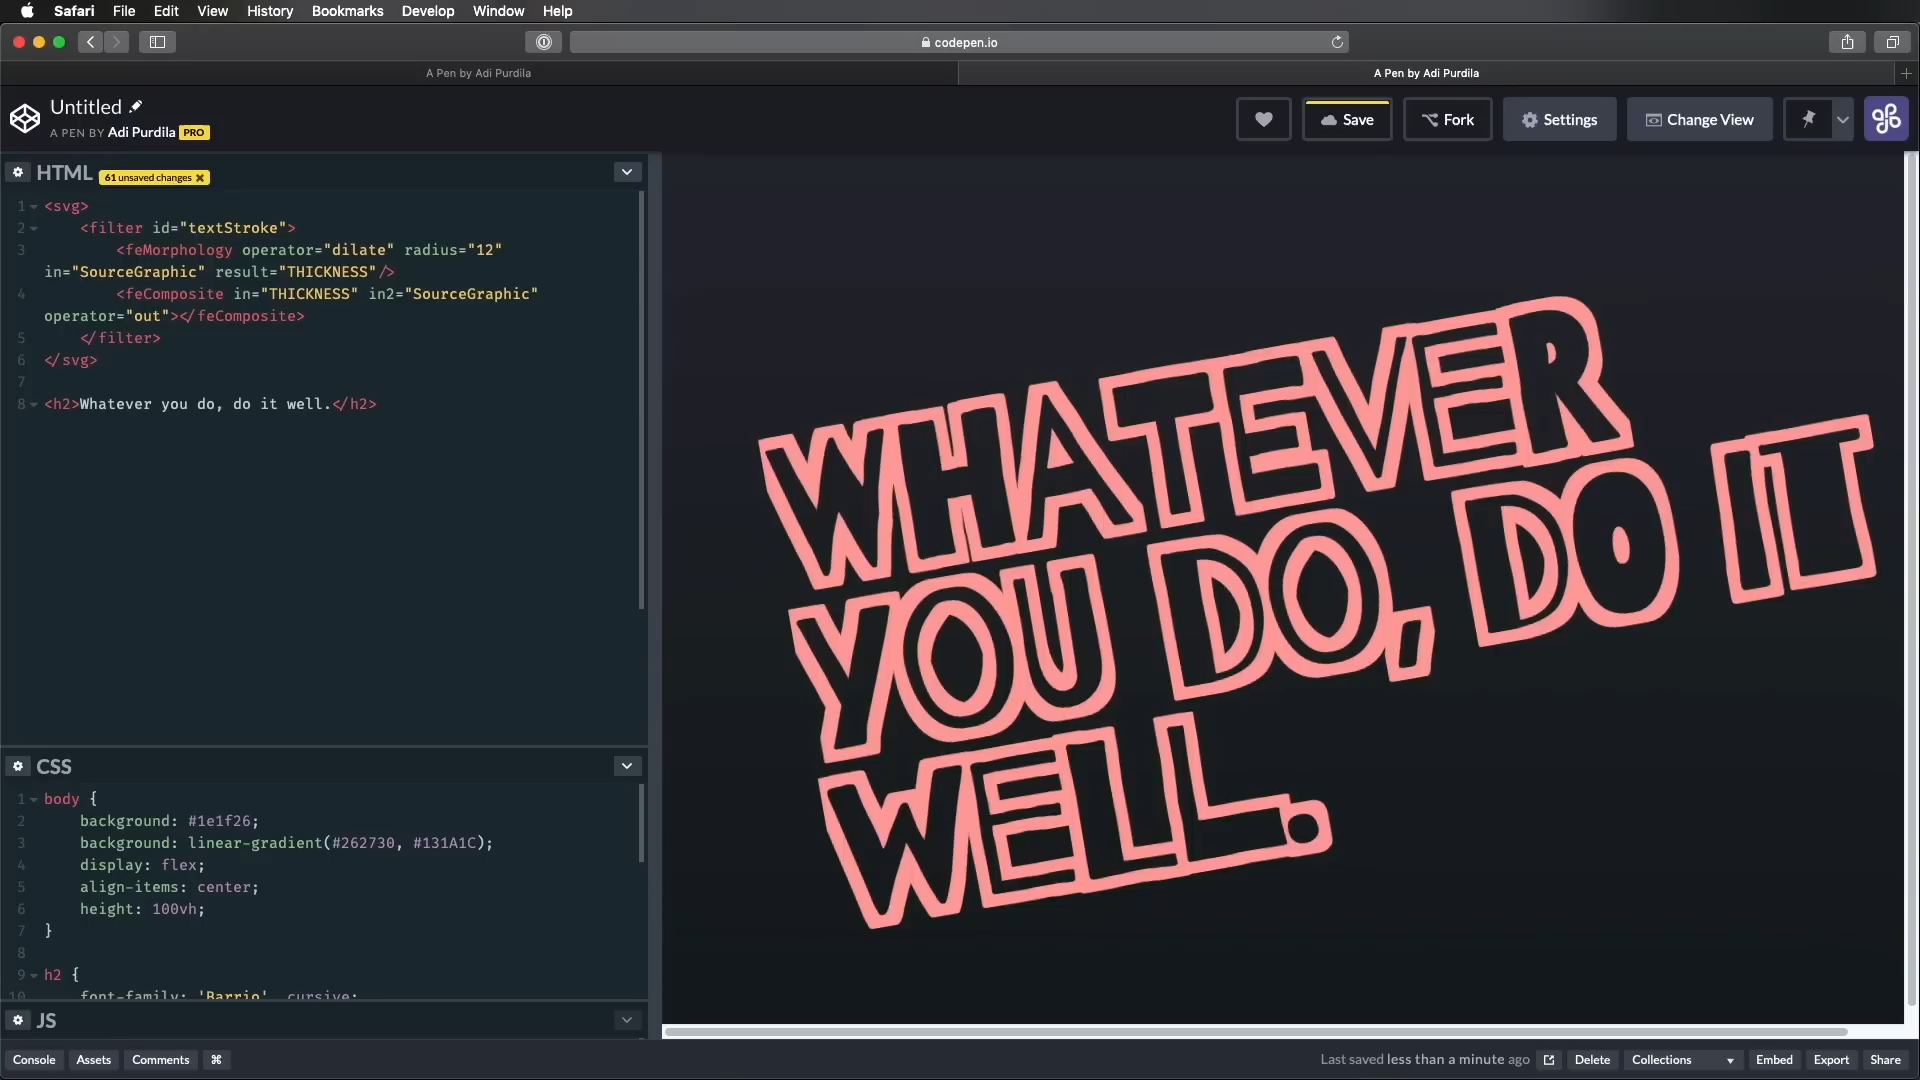 Safari File Edit View History Bookmarks Develop Window Help
codepen.io
A Pen by Adi Purdila
A Pen by Adi Purdila
Untitled
A PEN BY Adi Purdila PRO
Save
Fork
Settings
Change View
HTML 61 unsaved changes x
1 <svg>
2 <filter id="textStroke">
3 <feMorphology operator="dilate" radius="12"
in="SourceGraphic" result="THICKNESS"/>
4 <feComposite in="THICKNESS" in2="SourceGraphic"
operator="out"></feComposite>
5 </filter>
6 </svg>
7
8 <h2>Whatever you do, do it well.</h2>
WHATEVER
YOU DO, DO IT
WELL.
CSS
1 body {
2 background: #1e1f26;
3 background: linear-gradient(#262730, #131A1C);
4 display: flex;
5 align-items: center;
6 height: 100vh;
7 }
8
9 h2 {
10 font-family: 'Barrio', cursive;
JS
Console Assets Comments ⌘
Last saved less than a minute ago Delete Collections Embed Export Share